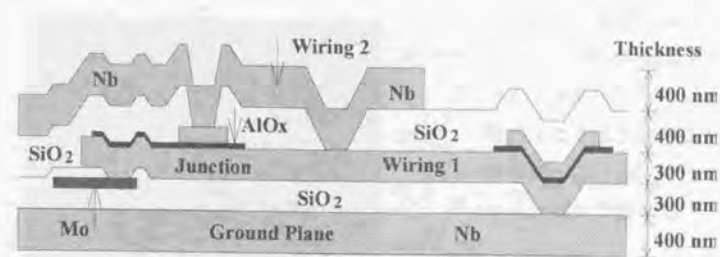 Wiring 2
Thickness
Nb
Nb
400 nm
AlOx
SiO2
400 nm
SiO2
Junction
Wiring 1
300 nm
SiO2
300 nm
Mo
Ground Plane
Nb
400 nm